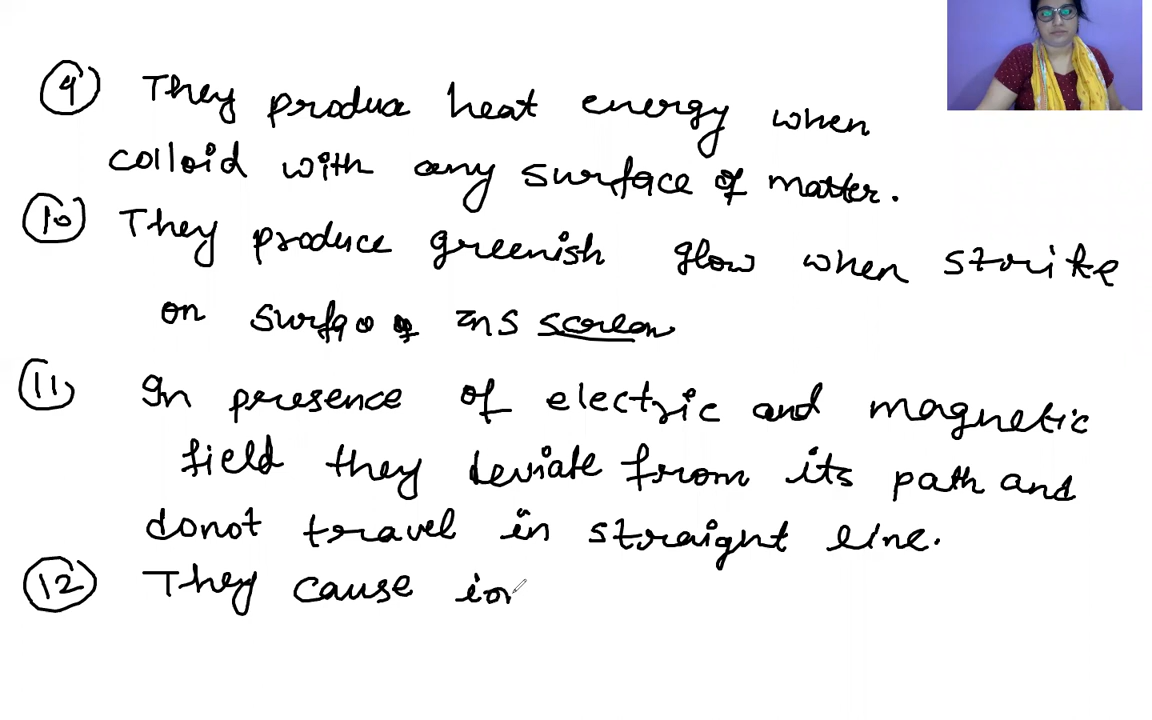 9 They produce heat energy when
colloid with any surface of matter.
10 They produce greenish glow when strike
on surface of ZnS screen
11 In presence of electric and magnetic
field they deviate from its path and
donot travel in straight line.
12 They cause ion